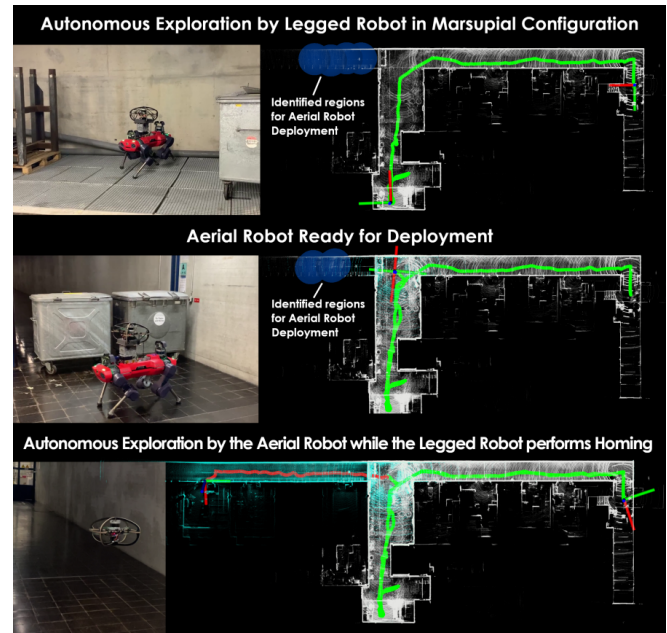 Autonomous Exploration by Legged Robot in Marsupial Configuration
Identified regions
for Aerial Robot
Deployment
Aerial Robot Ready for Deployment
Identified regions
for Aerial Robot
Deployment
Autonomous Exploration by the Aerial Robot while the Legged Robot performs Homing